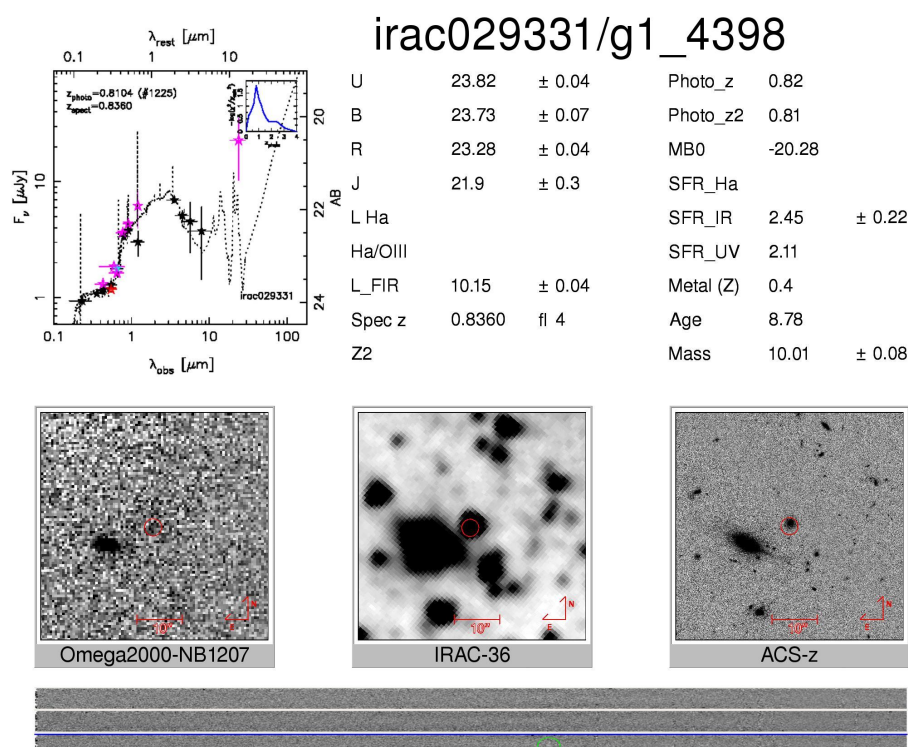 irac029331/g1_4398
λrest [μm]
0.1 1 10
zphoto=0.8104 (#1225)
zspect=0.8360
Fν [μJy]
10
1
AB
20
22
24
0 1 2 3 4
irac029331
0.1 1 10 100
λobs [μm]
U 23.82 ± 0.04 Photo_z 0.82
B 23.73 ± 0.07 Photo_z2 0.81
R 23.28 ± 0.04 MB0 -20.28
J 21.9 ± 0.3 SFR_Ha
L Ha SFR_IR 2.45 ± 0.22
Ha/OIII SFR_UV 2.11
L_FIR 10.15 ± 0.04 Metal (Z) 0.4
Spec z 0.8360 fl 4 Age 8.78
Z2 Mass 10.01 ± 0.08
10" E N
10" E N
10" E N
Omega2000-NB1207 IRAC-36 ACS-z